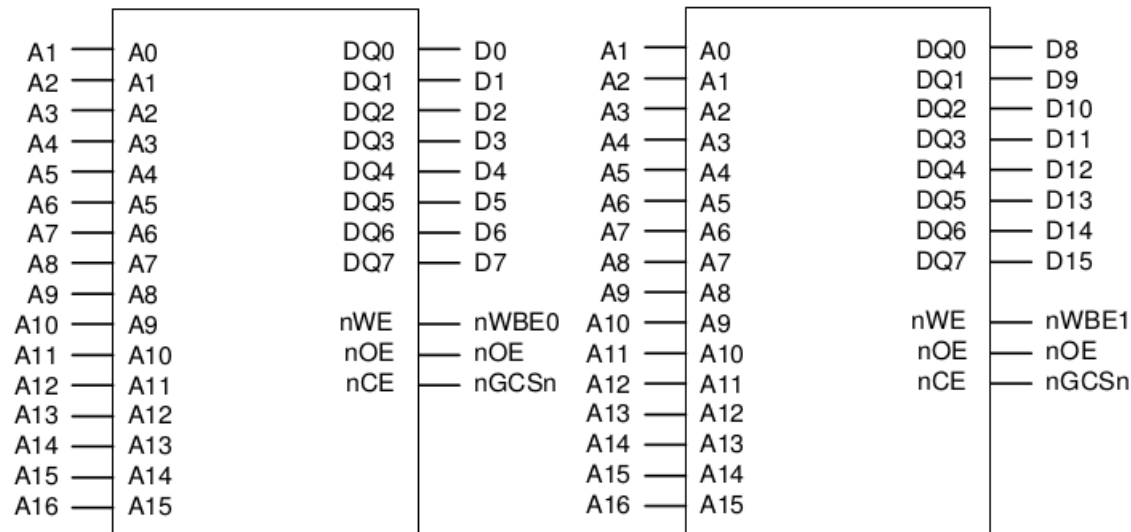 A1 A0 DQ0 D0
A2 A1 DQ1 D1
A3 A2 DQ2 D2
A4 A3 DQ3 D3
A5 A4 DQ4 D4
A6 A5 DQ5 D5
A7 A6 DQ6 D6
A8 A7 DQ7 D7
A9 A8
A10 A9 nWE nWBE0
A11 A10 nOE nOE
A12 A11 nCE nGCSn
A13 A12
A14 A13
A15 A14
A16 A15
A1 A0 DQ0 D8
A2 A1 DQ1 D9
A3 A2 DQ2 D10
A4 A3 DQ3 D11
A5 A4 DQ4 D12
A6 A5 DQ5 D13
A7 A6 DQ6 D14
A8 A7 DQ7 D15
A9 A8
A10 A9 nWE nWBE1
A11 A10 nOE nOE
A12 A11 nCE nGCSn
A13 A12
A14 A13
A15 A14
A16 A15